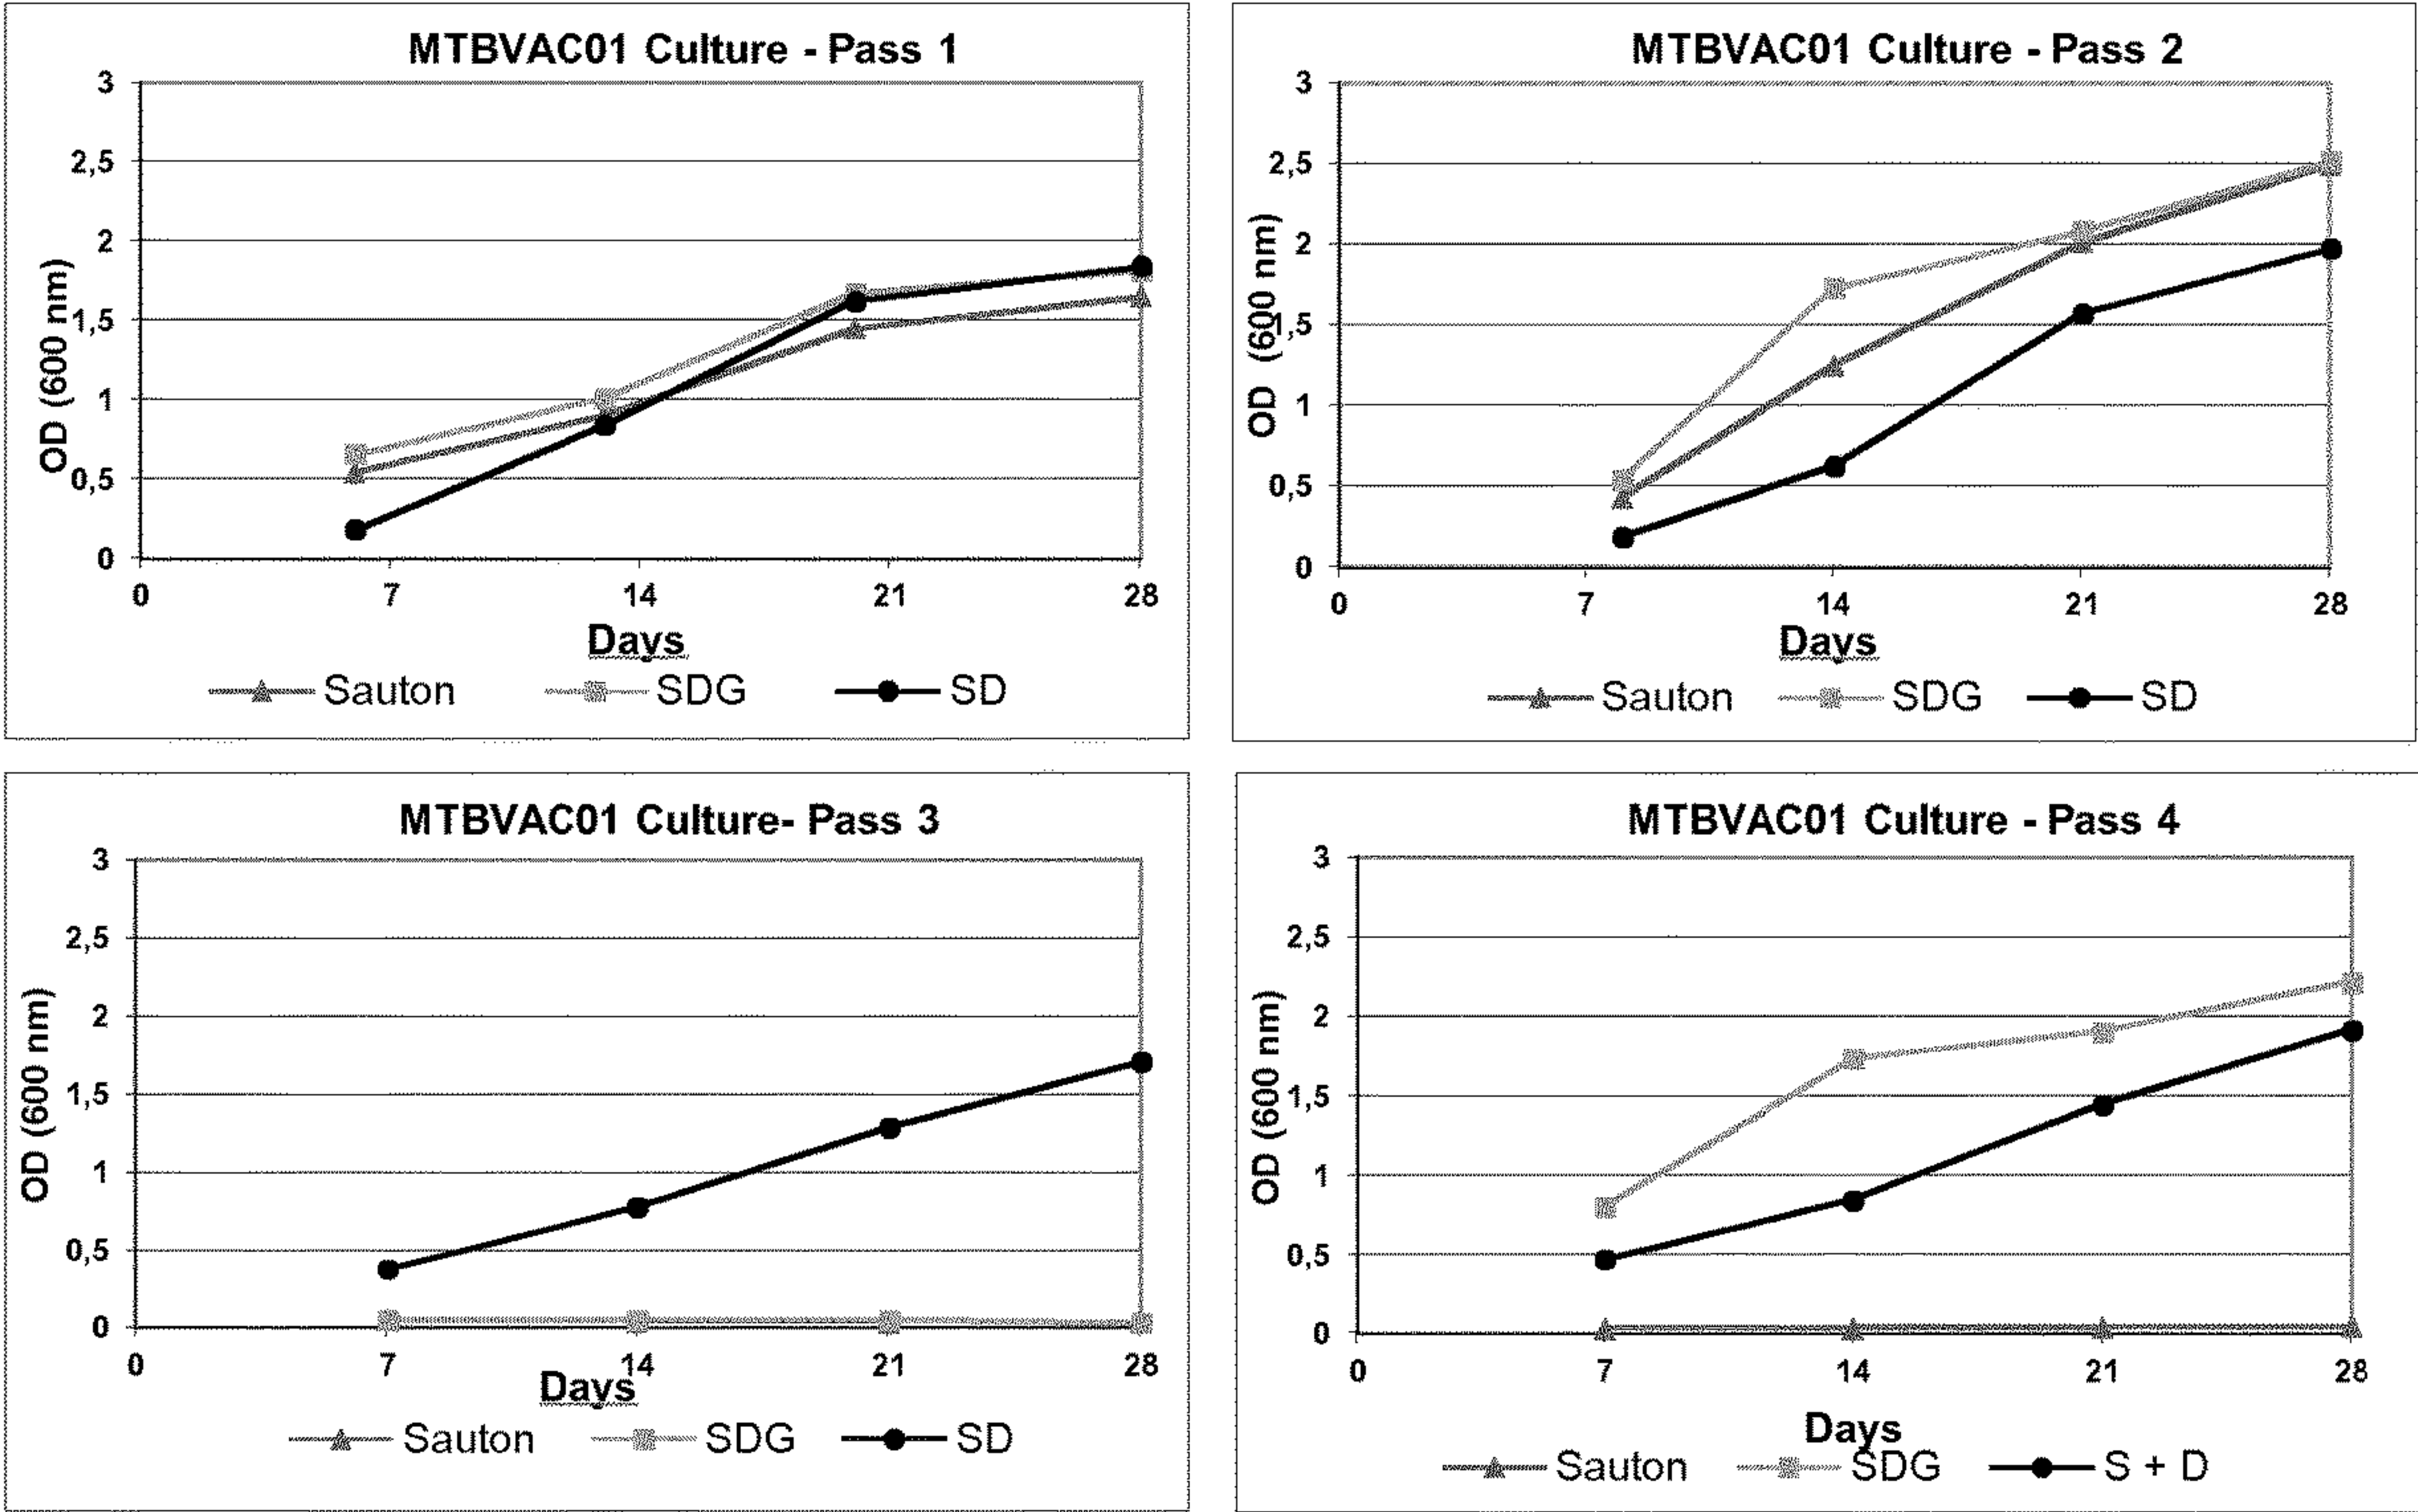 MTBVAC01 Culture - Pass 1
3
2,5
2
1,5
1
0,5
0
OD (600 nm)
0 7 14 21 28
Days
Sauton SDG SD
MTBVAC01 Culture - Pass 2
3
2,5
2
1,5
1
0,5
0
OD (600 nm)
0 7 14 21 28
Days
Sauton SDG SD
MTBVAC01 Culture- Pass 3
3
2,5
2
1,5
1
0,5
0
OD (600 nm)
0 7 14 21 28
Days
Sauton SDG SD
MTBVAC01 Culture - Pass 4
3
2,5
2
1,5
1
0,5
0
OD (600 nm)
0 7 14 21 28
Days
Sauton SDG S + D